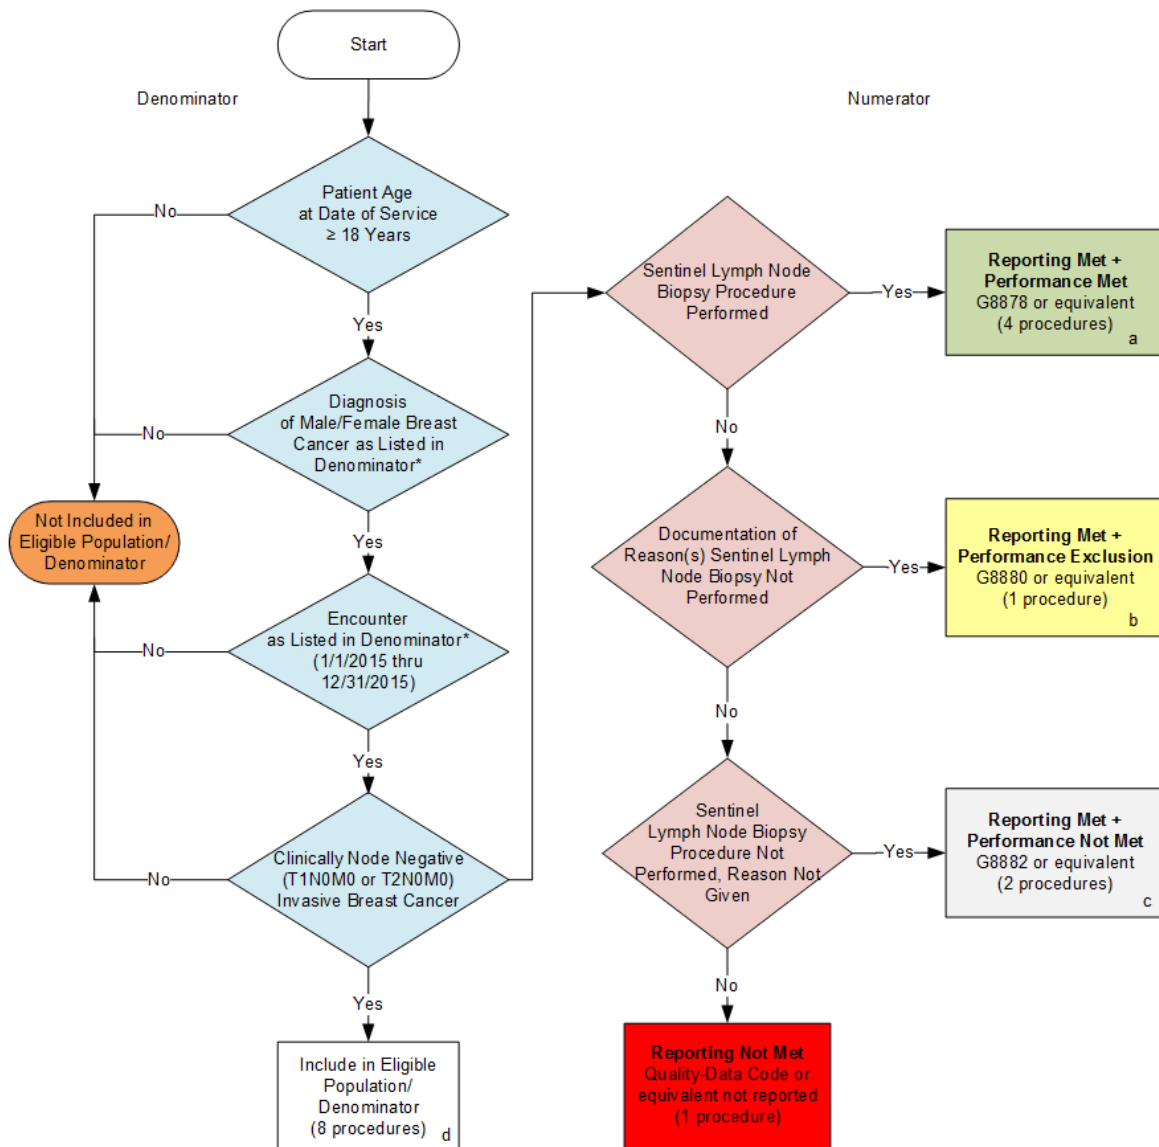 Start
Denominator
Numerator
Patient Age
at Date of Service
≥ 18 Years
No
Yes
Diagnosis
of Male/Female Breast
Cancer as Listed in
Denominator*
No
Yes
Not Included in
Eligible Population/
Denominator
Encounter
as Listed in Denominator*
(1/1/2015 thru
12/31/2015)
No
Yes
Clinically Node Negative
(T1N0M0 or T2N0M0)
Invasive Breast Cancer
No
Yes
Include in Eligible
Population/
Denominator
(8 procedures)
d
Sentinel Lymph Node
Biopsy Procedure
Performed
Yes
Reporting Met +
Performance Met
G8878 or equivalent
(4 procedures)
a
No
Documentation of
Reason(s) Sentinel Lymph
Node Biopsy Not
Performed
Yes
Reporting Met +
Performance Exclusion
G8880 or equivalent
(1 procedure)
b
No
Sentinel
Lymph Node Biopsy
Procedure Not
Performed, Reason Not
Given
Yes
Reporting Met +
Performance Not Met
G8882 or equivalent
(2 procedures)
c
No
Reporting Not Met
Quality-Data Code or
equivalent not reported
(1 procedure)